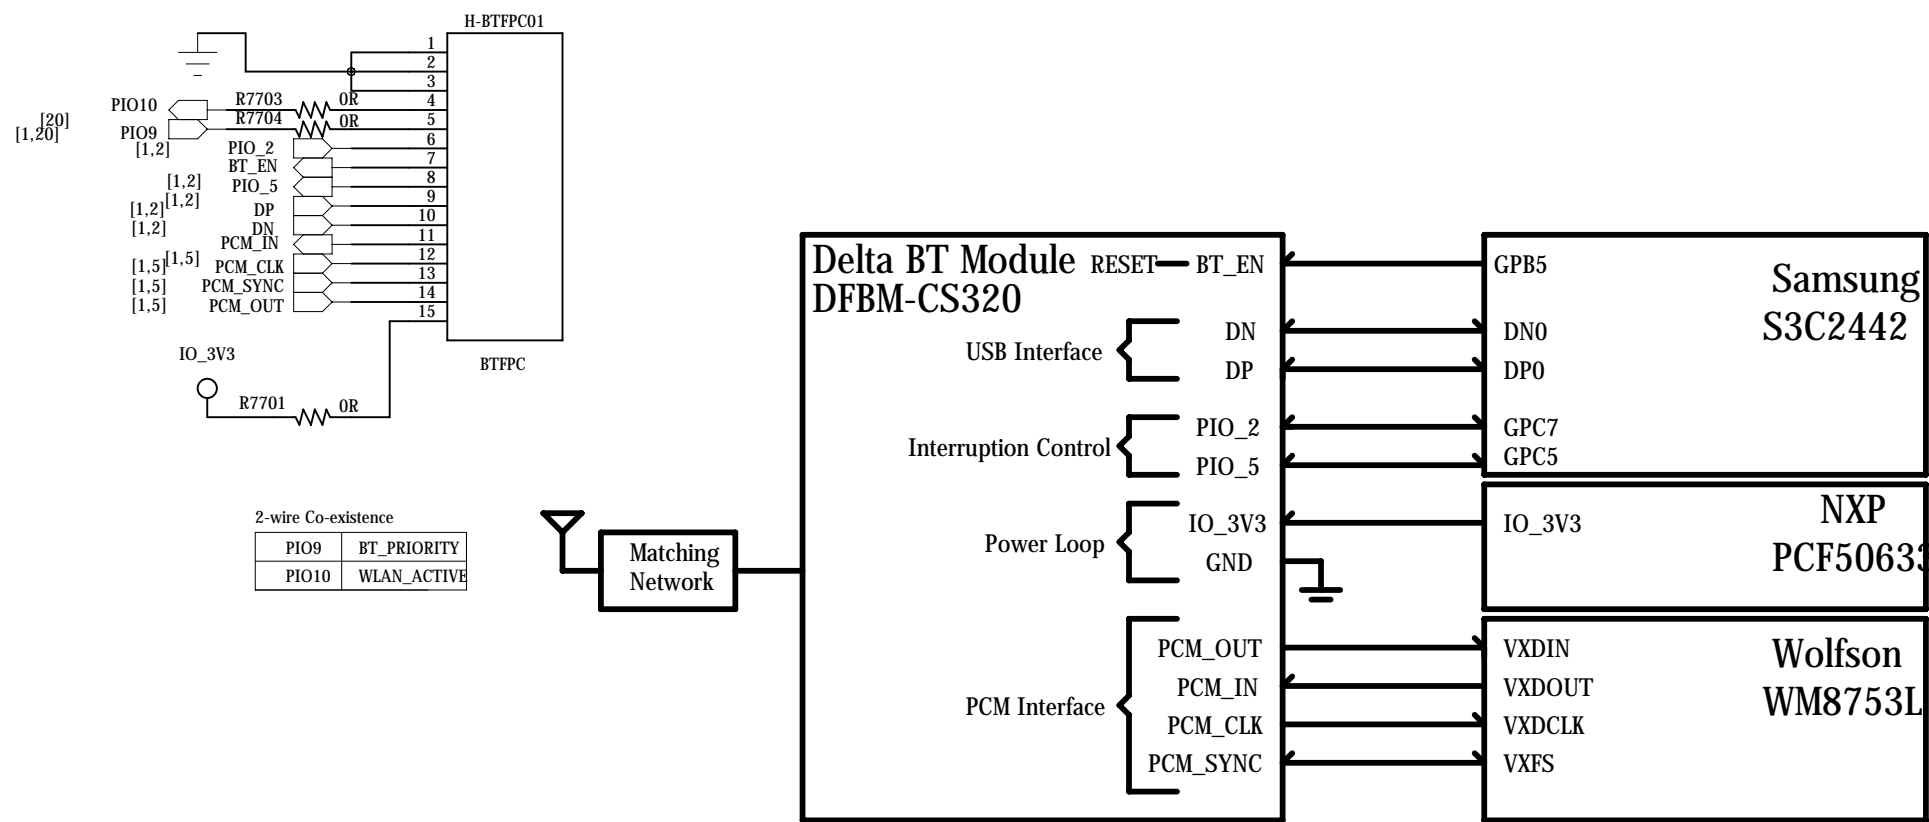 H-BTFPC01
1
2
3
4
5
6
7
8
9
10
11
12
13
14
15
PIO10 R7703 0R
[20]
[1,20] PIO9 R7704 0R
[1,2] PIO_2
BT_EN
[1,2] PIO_5
[1,2]
[1,2] DP
[1,2] DN
PCM_IN
[1,5]
[1,5] PCM_CLK
[1,5] PCM_SYNC
[1,5] PCM_OUT
IO_3V3
BTFPC
R7701 0R
2-wire Co-existence
PIO9 BT_PRIORITY
PIO10 WLAN_ACTIVE
Matching
Network
Delta BT Module
DFBM-CS320
RESET BT_EN
USB Interface
DN
DP
Interruption Control
PIO_2
PIO_5
Power Loop
IO_3V3
GND
PCM Interface
PCM_OUT
PCM_IN
PCM_CLK
PCM_SYNC
GPB5
DN0
DP0
GPC7
GPC5
Samsung
S3C2442
IO_3V3
NXP
PCF50633
VXDIN
VXDOUT
VXDCLK
VXFS
Wolfson
WM8753L